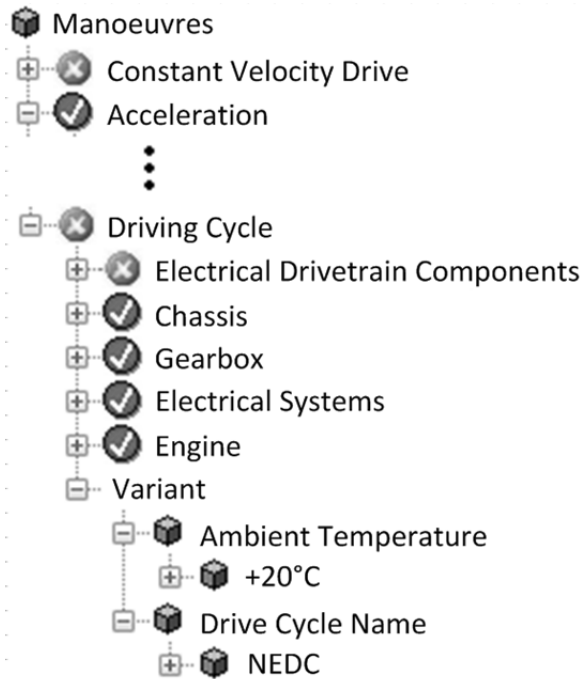 Manoeuvres
Constant Velocity Drive
Acceleration
Driving Cycle
Electrical Drivetrain Components
Chassis
Gearbox
Electrical Systems
Engine
Variant
Ambient Temperature
+20°C
Drive Cycle Name
NEDC